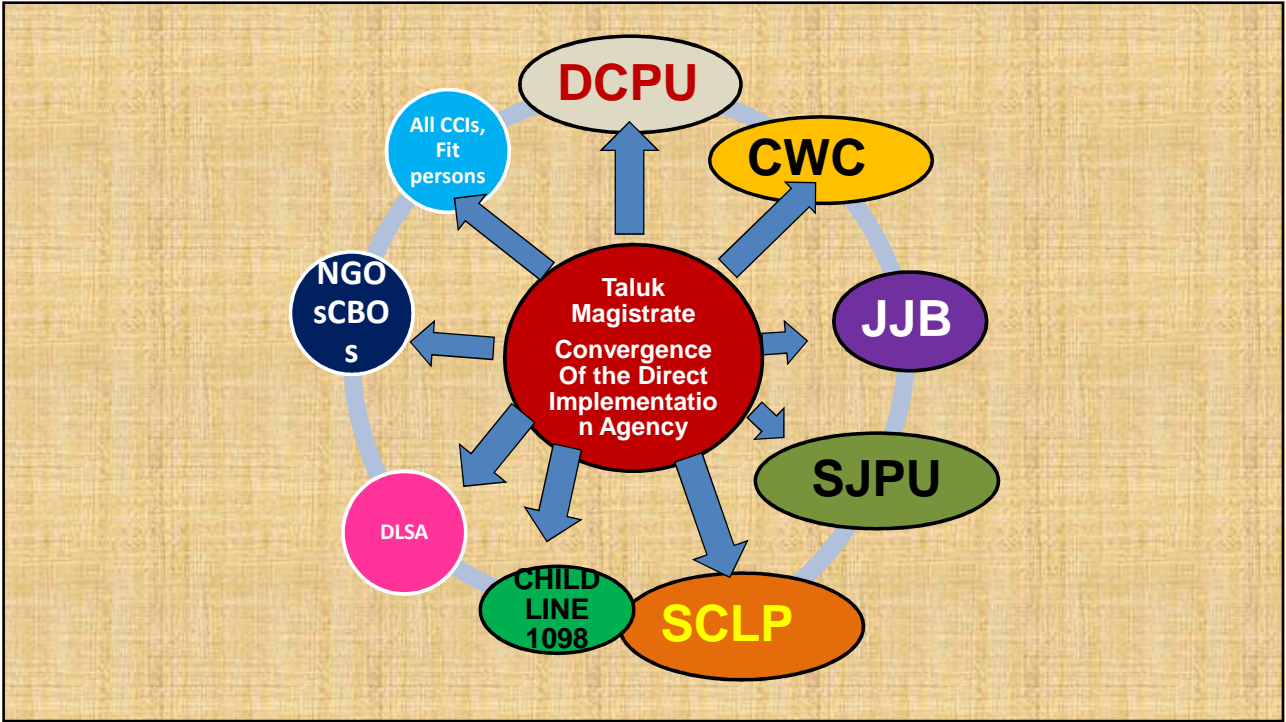 DCPU
All CCIs,
Fit
persons
CWC
NGO
sCBO
s
Taluk
Magistrate
Convergence
Of the Direct
Implementatio
n Agency
JJB
SJPU
DLSA
CHILD
LINE
1098
SCLP